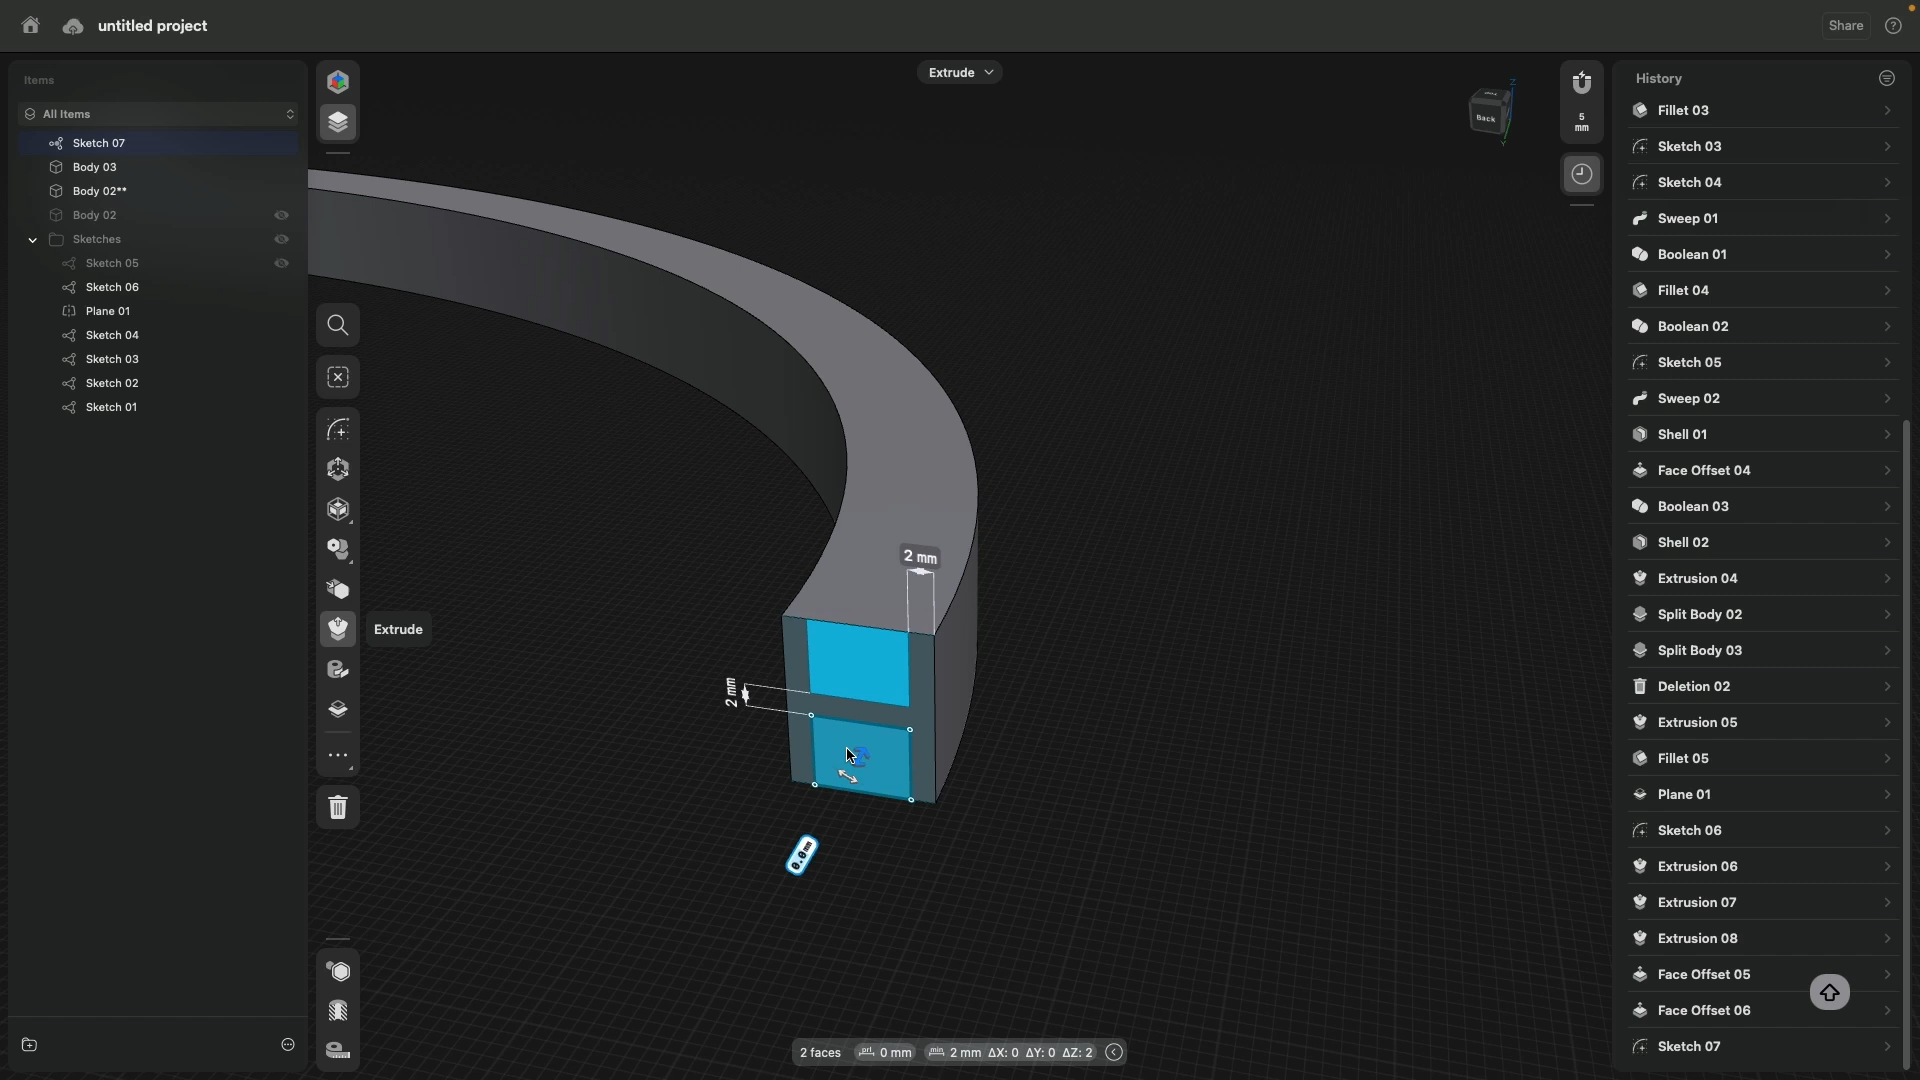 untitled project
Share
Items
All Items
Sketch 07
Body 03
Body 02**
Body 02
Sketches
Sketch 05
Sketch 06
Plane 01
Sketch 04
Sketch 03
Sketch 02
Sketch 01
Extrude
Extrude
Back
Z
Y
5
mm
2 mm
2 mm
0.0 mm
2 faces
prl 0 mm
min 2 mm ΔX: 0 ΔY: 0 ΔZ: 2
History
Fillet 03
Sketch 03
Sketch 04
Sweep 01
Boolean 01
Fillet 04
Boolean 02
Sketch 05
Sweep 02
Shell 01
Face Offset 04
Boolean 03
Shell 02
Extrusion 04
Split Body 02
Split Body 03
Deletion 02
Extrusion 05
Fillet 05
Plane 01
Sketch 06
Extrusion 06
Extrusion 07
Extrusion 08
Face Offset 05
Face Offset 06
Sketch 07